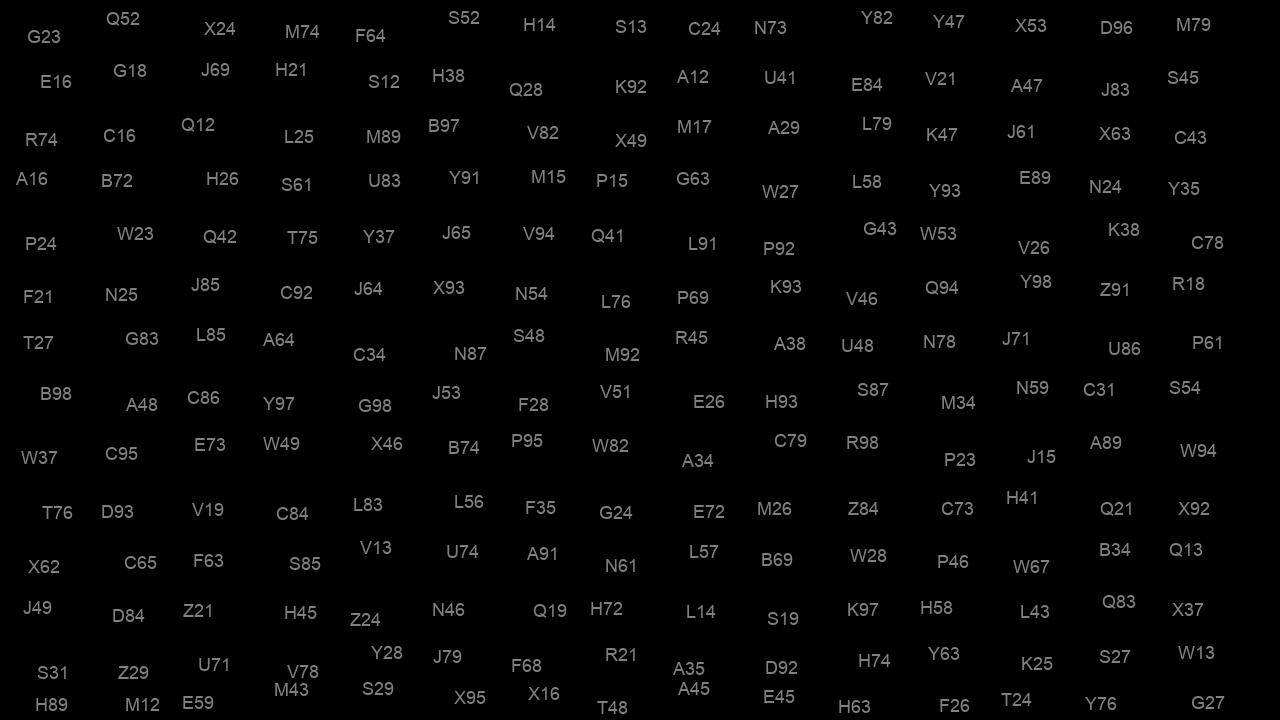 G23 Q52 X24 M74 F64 S52 H14 S13 C24 N73 Y82 Y47 X53 D96 M79
E16 G18 J69 H21 S12 H38 Q28 K92 A12 U41 E84 V21 A47 J83 S45
R74 C16 Q12 L25 M89 B97 V82 X49 M17 A29 L79 K47 J61 X63 C43
A16 B72 H26 S61 U83 Y91 M15 P15 G63 W27 L58 Y93 E89 N24 Y35
P24 W23 Q42 T75 Y37 J65 V94 Q41 L91 P92 G43 W53 V26 K38 C78
F21 N25 J85 C92 J64 X93 N54 L76 P69 K93 V46 Q94 Y98 Z91 R18
T27 G83 L85 A64 C34 N87 S48 M92 R45 A38 U48 N78 J71 U86 P61
B98 A48 C86 Y97 G98 J53 F28 V51 E26 H93 S87 M34 N59 C31 S54
W37 C95 E73 W49 X46 B74 P95 W82 A34 C79 R98 P23 J15 A89 W94
T76 D93 V19 C84 L83 L56 F35 G24 E72 M26 Z84 C73 H41 Q21 X92
X62 C65 F63 S85 V13 U74 A91 N61 L57 B69 W28 P46 W67 B34 Q13
J49 D84 Z21 H45 Z24 N46 Q19 H72 L14 S19 K97 H58 L43 Q83 X37
S31 Z29 U71 V78 Y28 J79 F68 R21 A35 D92 H74 Y63 K25 S27 W13
H89 M12 E59 M43 S29 X95 X16 T48 A45 E45 H63 F26 T24 Y76 G27